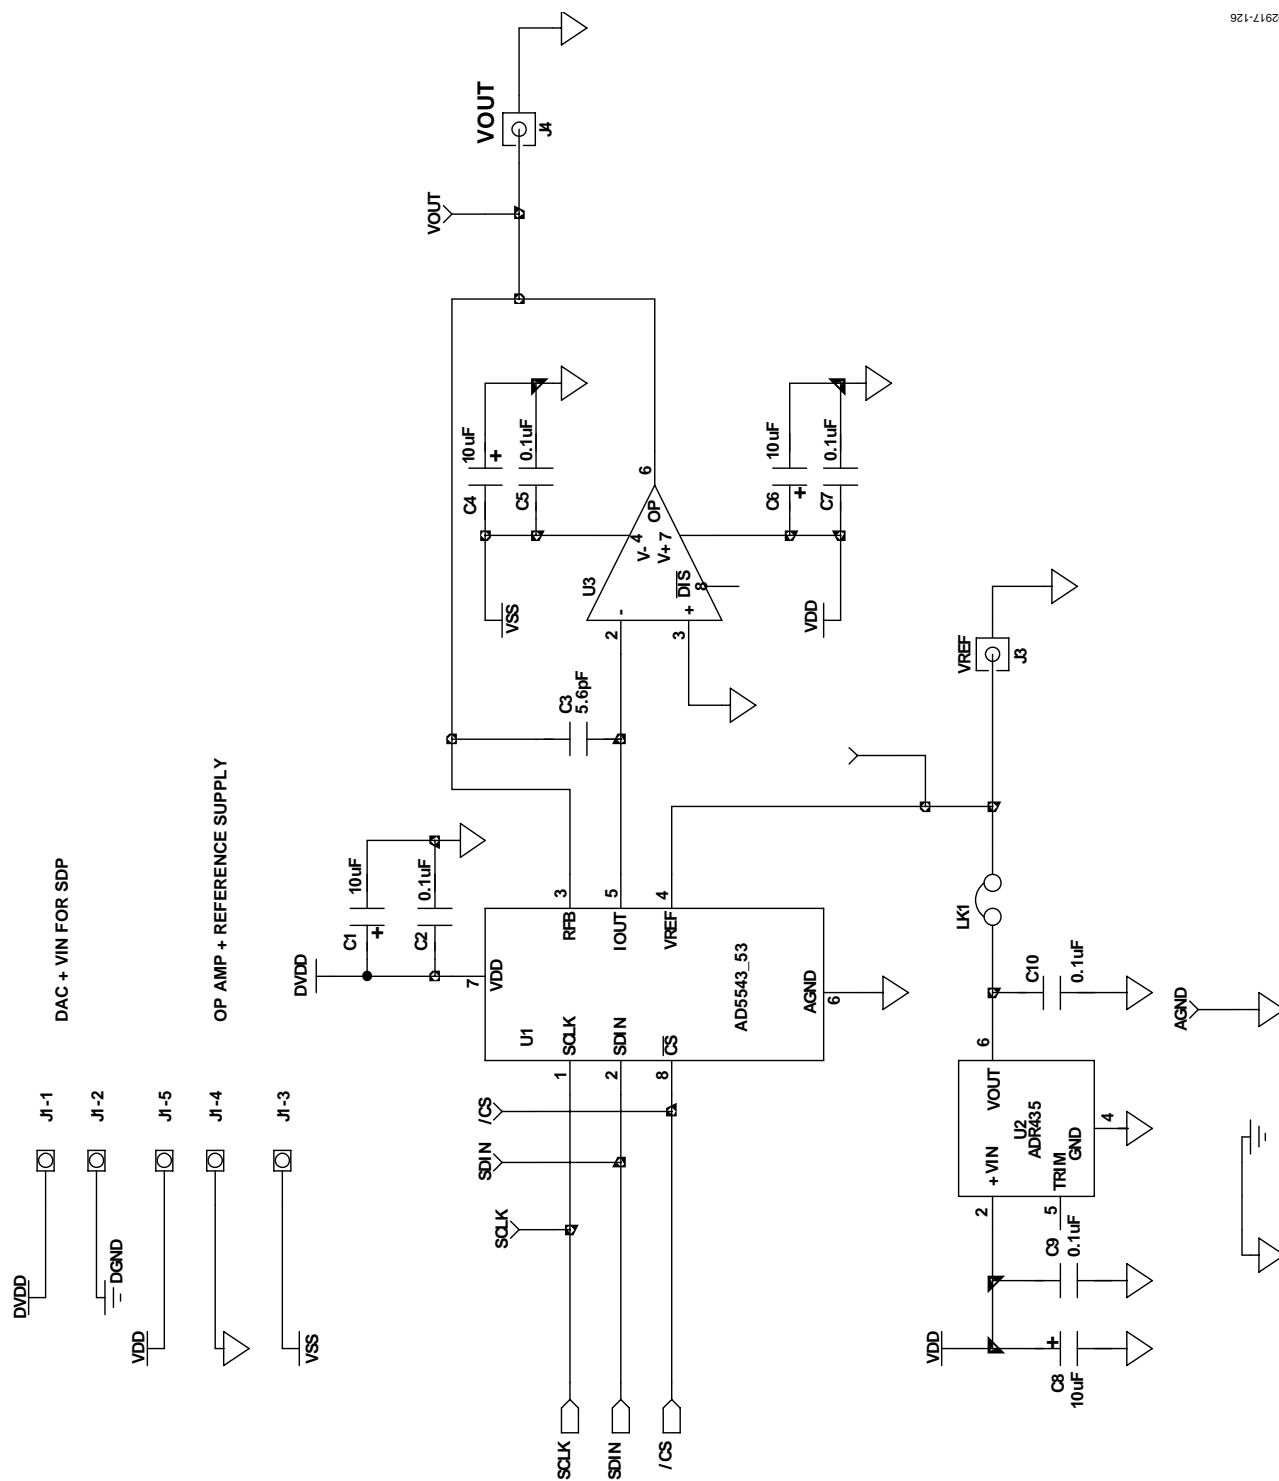 DVDD
J1-1
DAC + VIN FOR SDP
DGND
J1-2
VDD
J1-5
J1-4
OP AMP + REFERENCE SUPPLY
VSS
J1-3
DVDD
C1
10uF
+
C2
0.1uF
SCLK
SDIN
/CS
SCLK
SDIN
/CS
1
2
8
U1
SCLK
SDIN
CS
7
VDD
RFB
IOUT
VREF
3
5
4
AD5543_53
AGND
6
C3
5.6pF
VSS
C4
10uF
+
C5
0.1uF
U3
2
-
3
+
V-
4
V+
7
DIS
8
OP
6
VDD
C6
10uF
+
C7
0.1uF
VOUT
VOUT
J4
VDD
C8
10uF
+
C9
0.1uF
2
5
+VIN
TRIM
U2
ADR435
VOUT
GND
6
4
C10
0.1uF
LK1
VREF
J3
AGND
2917-126